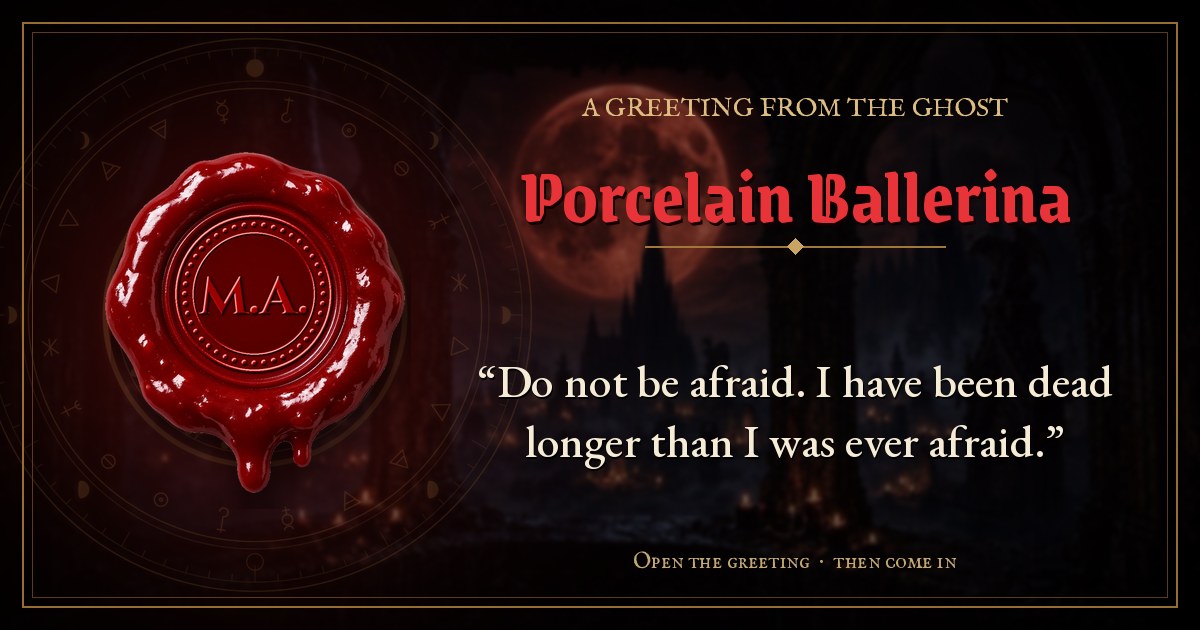 A GREETING FROM THE GHOST
Porcelain Ballerina
M.A.
“Do not be afraid. I have been dead
longer than I was ever afraid.”
Open the greeting · then come in